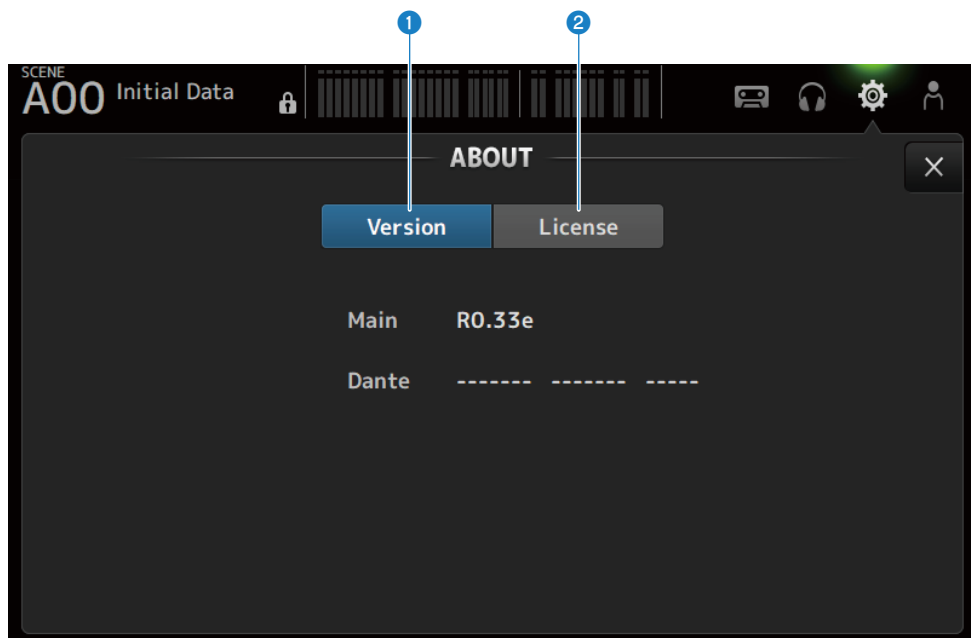 1 2
SCENE
A00 Initial Data
ABOUT
Version License
Main R0.33e
Dante ------- ------- -----